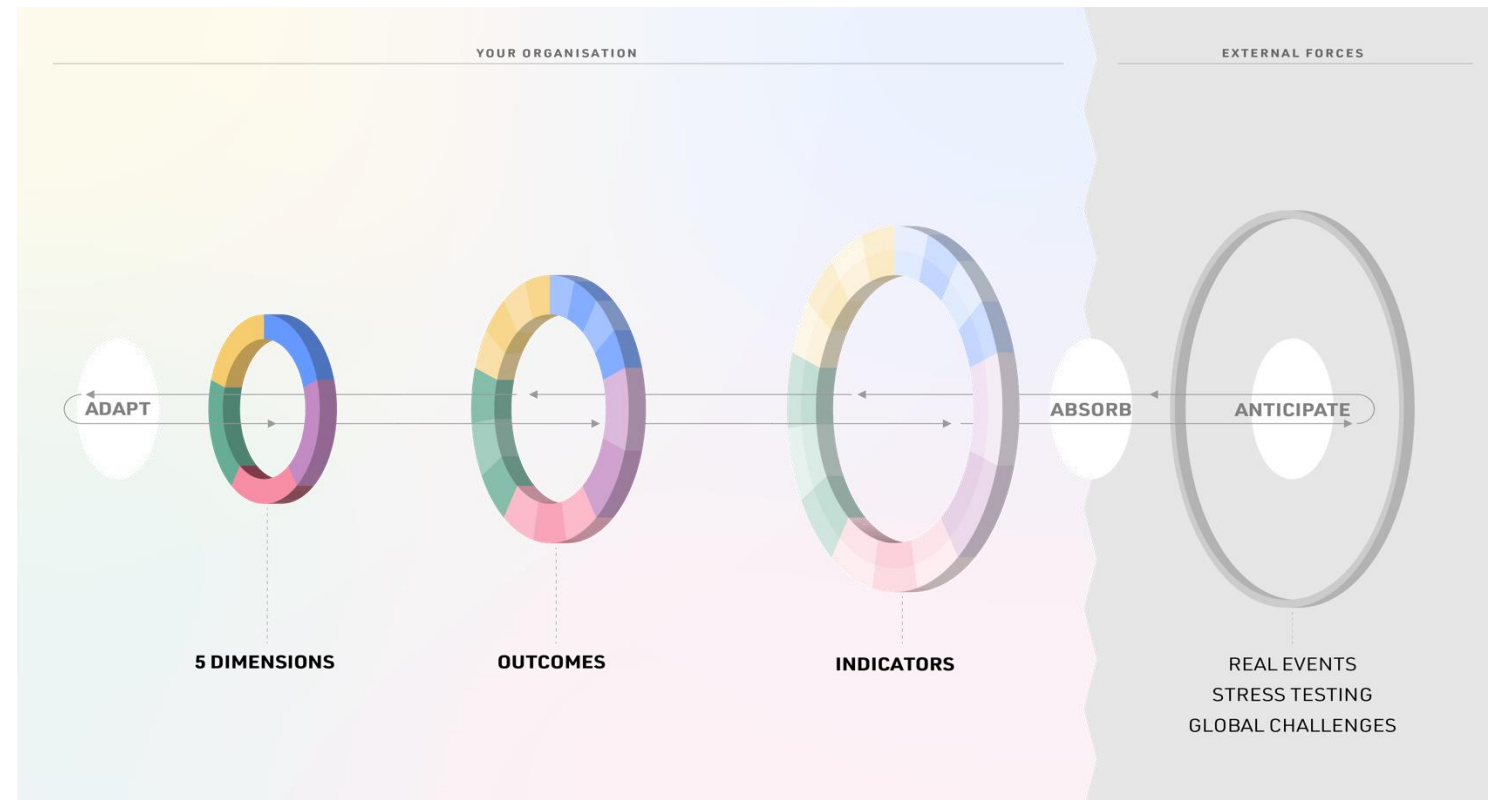 YOUR ORGANISATION
EXTERNAL FORCES
ADAPT
ABSORB
ANTICIPATE
5 DIMENSIONS
OUTCOMES
INDICATORS
REAL EVENTS
STRESS TESTING
GLOBAL CHALLENGES